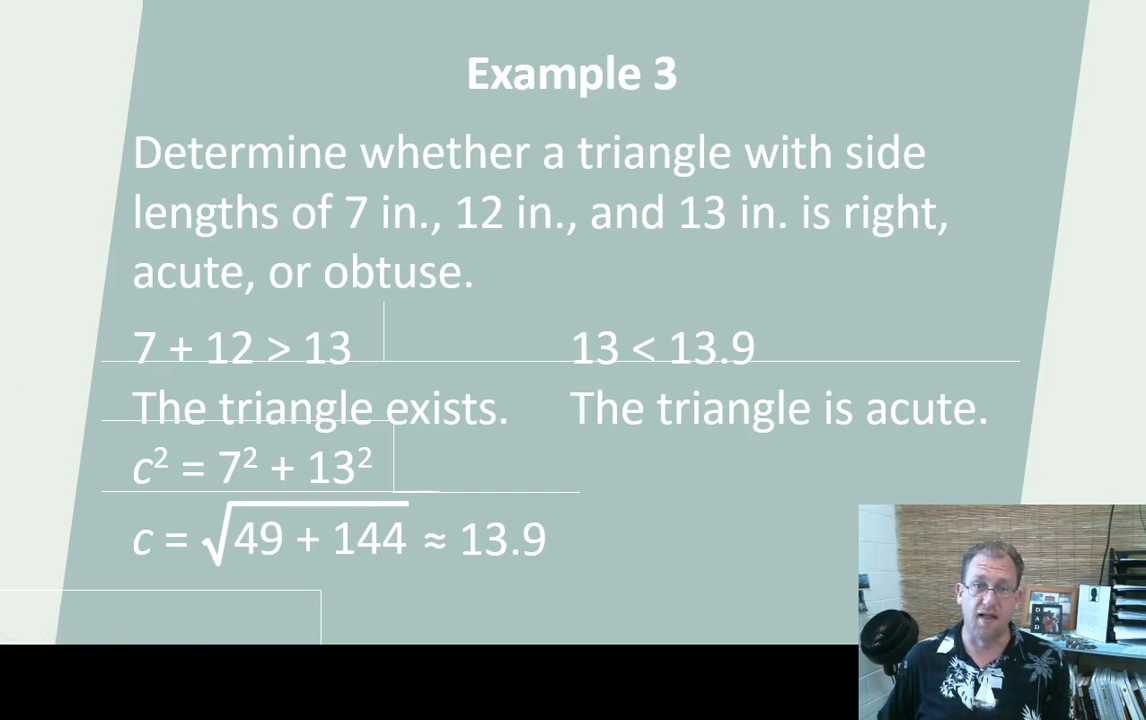 Example 3
Determine whether a triangle with side
lengths of 7 in., 12 in., and 13 in. is right,
acute, or obtuse.
7 + 12 > 13
The triangle exists.
c² = 7² + 13²
c = √49 + 144 ≈ 13.9
13 < 13.9
The triangle is acute.
DAD